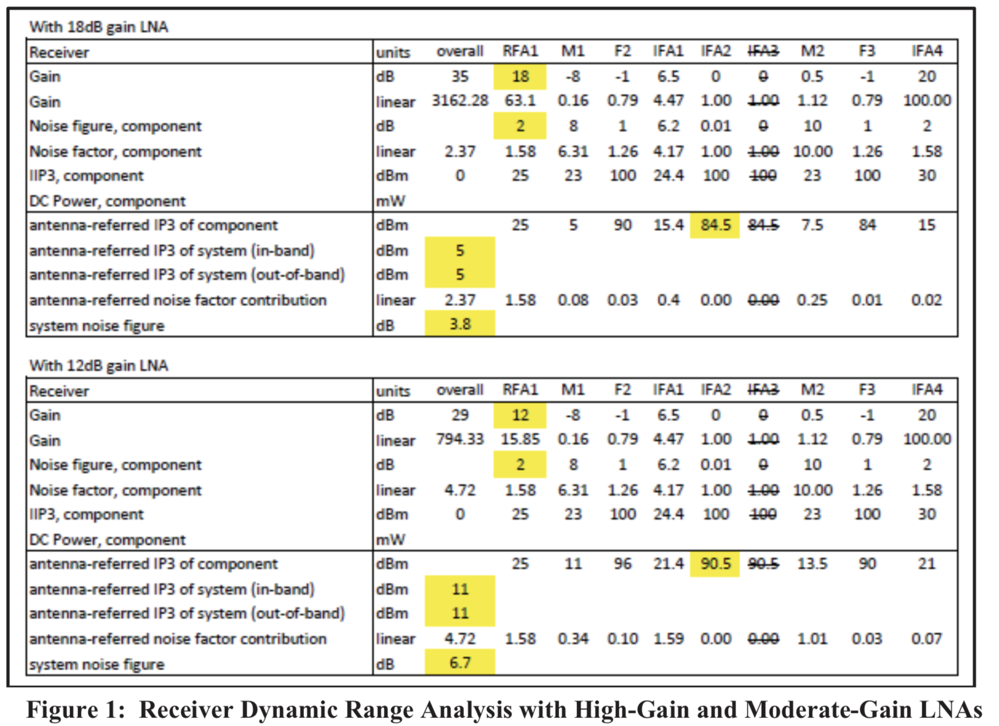 With 18dB gain LNA
Receiver units overall RFA1 M1 F2 IFA1 IFA2 IFA3 M2 F3 IFA4
Gain dB 35 18 -8 -1 6.5 0 0 0.5 -1 20
Gain linear 3162.28 63.1 0.16 0.79 4.47 1.00 1.00 1.12 0.79 100.00
Noise figure, component dB 2 8 1 6.2 0.01 0 10 1 2
Noise factor, component linear 2.37 1.58 6.31 1.26 4.17 1.00 1.00 10.00 1.26 1.58
IIP3, component dBm 0 25 23 100 24.4 100 100 23 100 30
DC Power, component mW
antenna-referred IP3 of component dBm 25 5 90 15.4 84.5 84.5 7.5 84 15
antenna-referred IP3 of system (in-band) dBm 5
antenna-referred IP3 of system (out-of-band) dBm 5
antenna-referred noise factor contribution linear 2.37 1.58 0.08 0.03 0.4 0.00 0.00 0.25 0.01 0.02
system noise figure dB 3.8
With 12dB gain LNA
Receiver units overall RFA1 M1 F2 IFA1 IFA2 IFA3 M2 F3 IFA4
Gain dB 29 12 -8 -1 6.5 0 0 0.5 -1 20
Gain linear 794.33 15.85 0.16 0.79 4.47 1.00 1.00 1.12 0.79 100.00
Noise figure, component dB 2 8 1 6.2 0.01 0 10 1 2
Noise factor, component linear 4.72 1.58 6.31 1.26 4.17 1.00 1.00 10.00 1.26 1.58
IIP3, component dBm 0 25 23 100 24.4 100 100 23 100 30
DC Power, component mW
antenna-referred IP3 of component dBm 25 11 96 21.4 90.5 90.5 13.5 90 21
antenna-referred IP3 of system (in-band) dBm 11
antenna-referred IP3 of system (out-of-band) dBm 11
antenna-referred noise factor contribution linear 4.72 1.58 0.34 0.10 1.59 0.00 0.00 1.01 0.03 0.07
system noise figure dB 6.7
Figure 1: Receiver Dynamic Range Analysis with High-Gain and Moderate-Gain LNAs